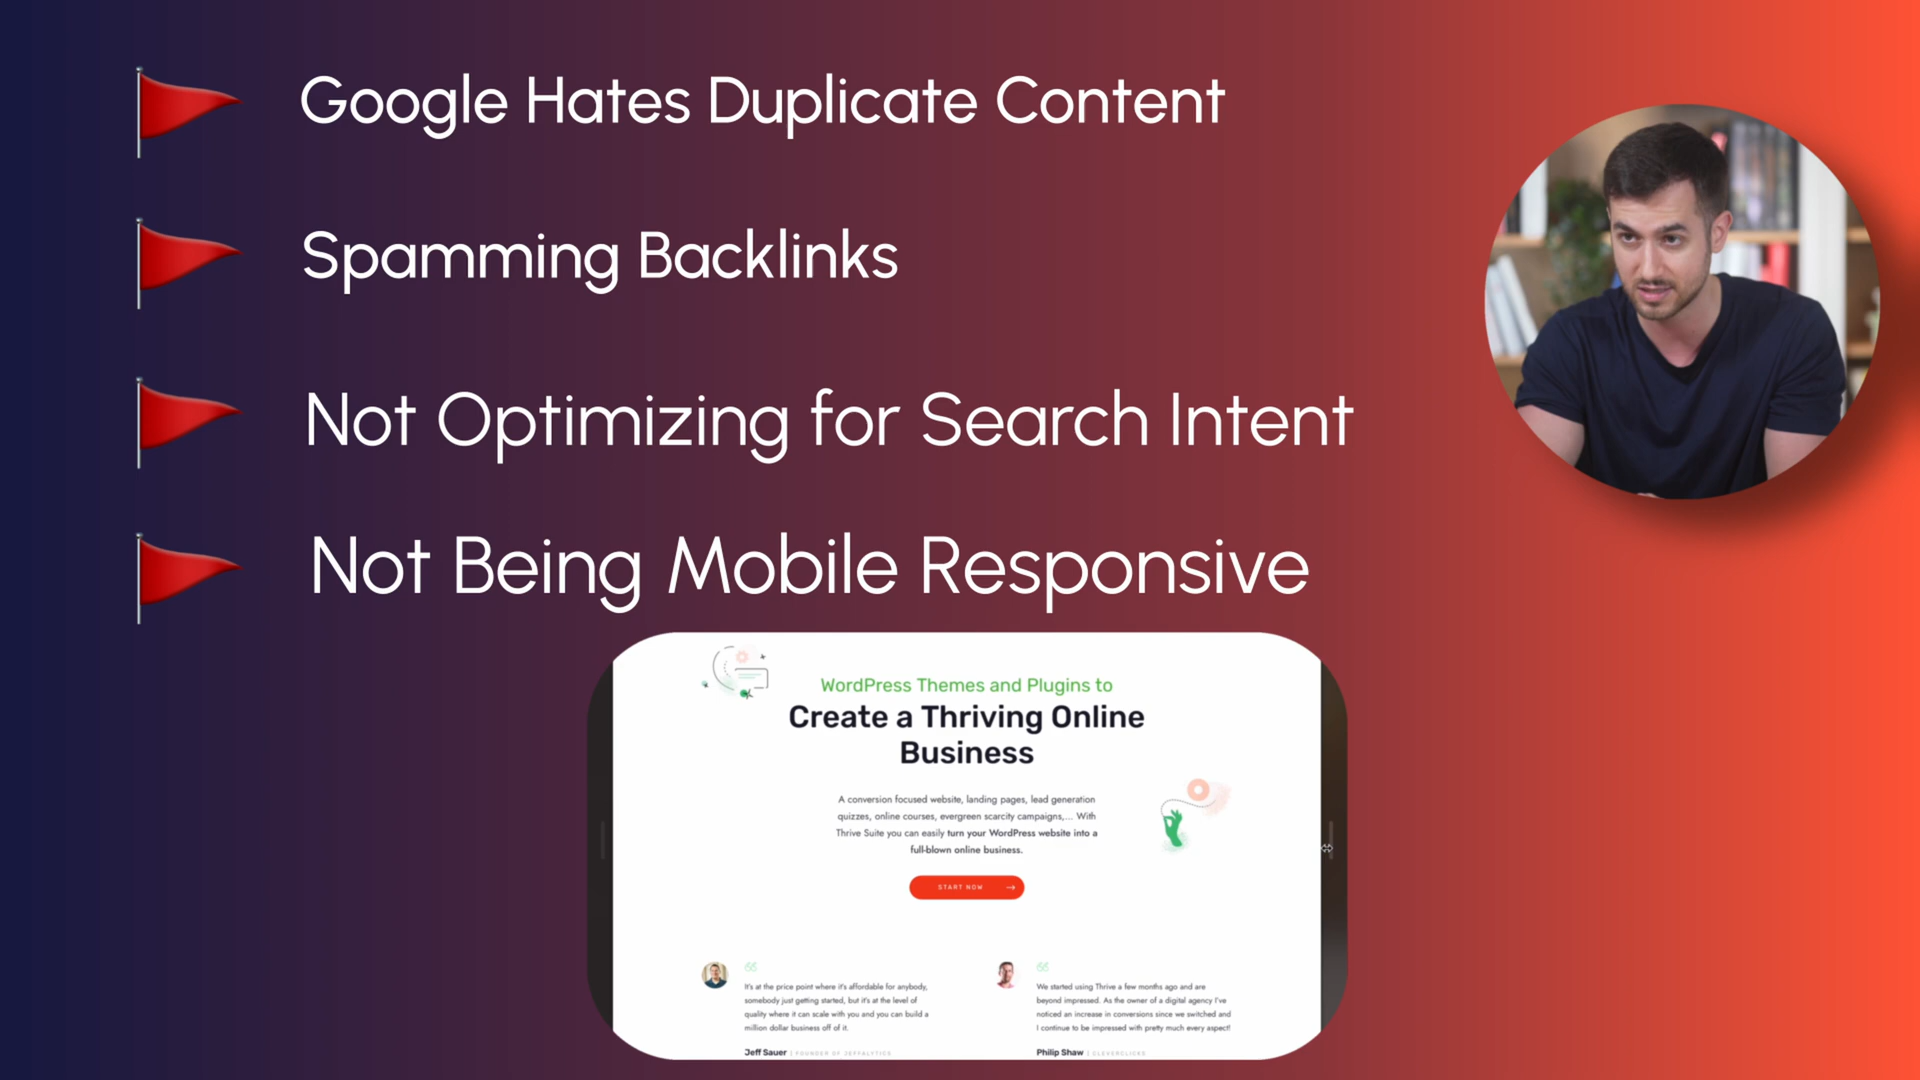 Google Hates Duplicate Content
Spamming Backlinks
Not Optimizing for Search Intent
Not Being Mobile Responsive
WordPress Themes and Plugins to
Create a Thriving Online
Business
A conversion focused website, landing pages, lead generation
quizzes, online courses, evergreen scarcity campaigns,... With
Thrive Suite you can easily turn your WordPress website into a
full-blown online business.
START NOW
It's at the price point where it's affordable for anybody,
somebody just getting started, but it's at the level of
quality where it can scale with you and you can build a
million dollar business off of it.
Jeff Sauer | FOUNDER OF JEFFALYTICS
We started using Thrive a few months ago and are
beyond impressed. As the owner of a digital agency I've
noticed an increase in conversions since we switched and
I continue to be impressed with pretty much every aspect!
Philip Shaw | CLEVERCLICKS